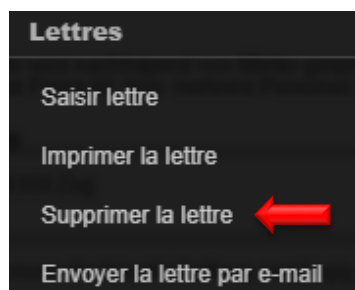 Lettres
Saisir lettre
Imprimer la lettre
Supprimer la lettre
Envoyer la lettre par e-mail